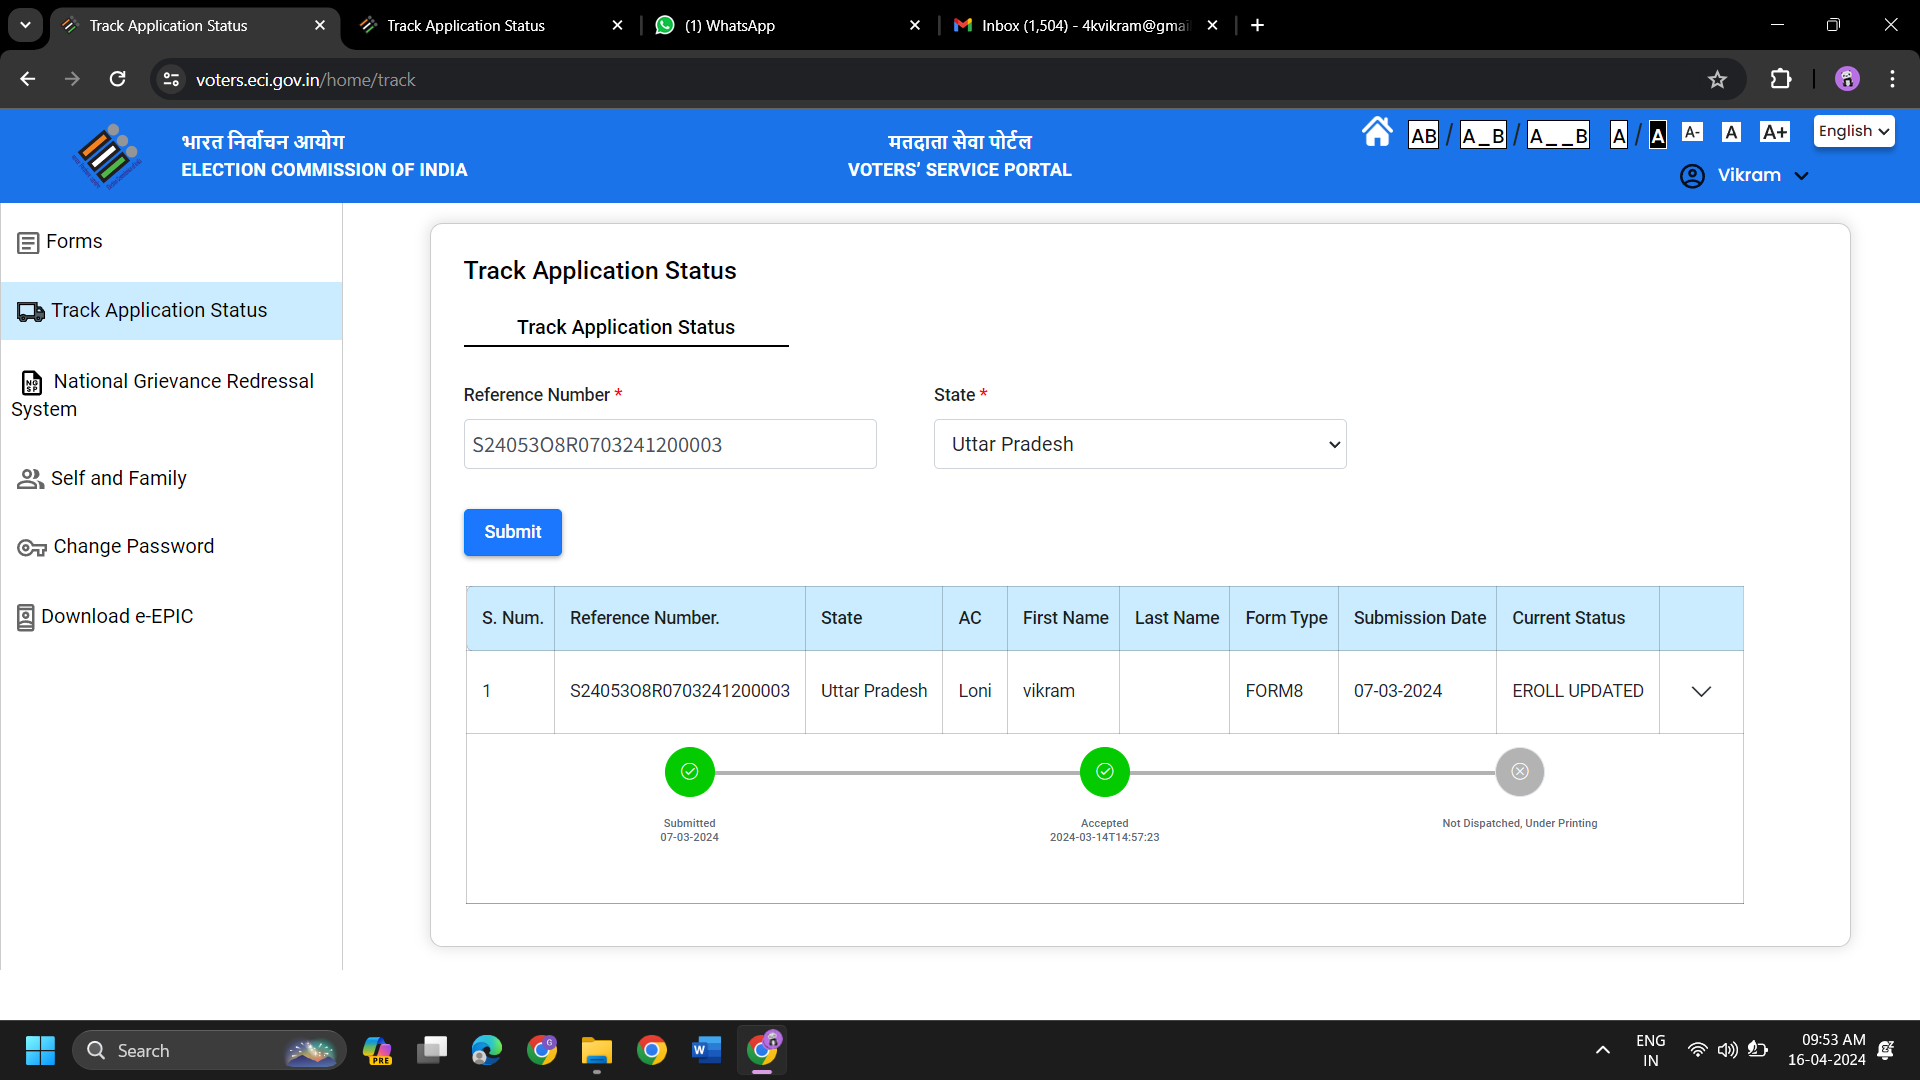 Track Application Status
Track Application Status
(1) WhatsApp
Inbox (1,504) - 4kvikram@gmai
voters.eci.gov.in/home/track
भारत निर्वाचन आयोग
ELECTION COMMISSION OF INDIA
मतदाता सेवा पोर्टल
VOTERS’ SERVICE PORTAL
AB / A_B / A__B A / A A- A A+
English
Vikram
Forms
Track Application Status
National Grievance Redressal
System
Self and Family
Change Password
Download e-EPIC
Track Application Status
Track Application Status
Reference Number *
State *
S24053O8R0703241200003
Uttar Pradesh
Submit
S. Num. Reference Number. State AC First Name Last Name Form Type Submission Date Current Status
1 S24053O8R0703241200003 Uttar Pradesh Loni vikram FORM8 07-03-2024 EROLL UPDATED
Submitted
07-03-2024
Accepted
2024-03-14T14:57:23
Not Dispatched, Under Printing
Search
PRE
ENG
IN
09:53 AM
16-04-2024